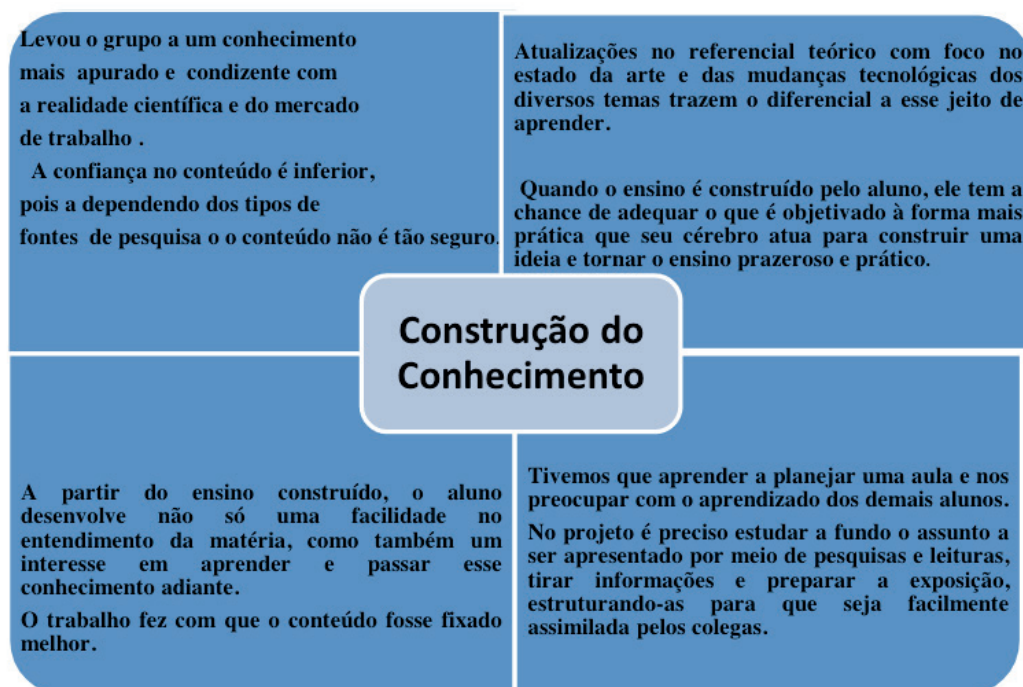 Levou o grupo a um conhecimento
mais apurado e condizente com
a realidade científica e do mercado
de trabalho .
A confiança no conteúdo é inferior,
pois a dependendo dos tipos de
fontes de pesquisa o o conteúdo não é tão seguro.
Atualizações no referencial teórico com foco no
estado da arte e das mudanças tecnológicas dos
diversos temas trazem o diferencial a esse jeito de
aprender.
Quando o ensino é construído pelo aluno, ele tem a
chance de adequar o que é objetivado à forma mais
prática que seu cérebro atua para construir uma
ideia e tornar o ensino prazeroso e prático.
Construção do
Conhecimento
A partir do ensino construído, o aluno
desenvolve não só uma facilidade no
entendimento da matéria, como também um
interesse em aprender e passar esse
conhecimento adiante.
O trabalho fez com que o conteúdo fosse fixado
melhor.
Tivemos que aprender a planejar uma aula e nos
preocupar com o aprendizado dos demais alunos.
No projeto é preciso estudar a fundo o assunto a
ser apresentado por meio de pesquisas e leituras,
tirar informações e preparar a exposição,
estruturando-as para que seja facilmente
assimilada pelos colegas.